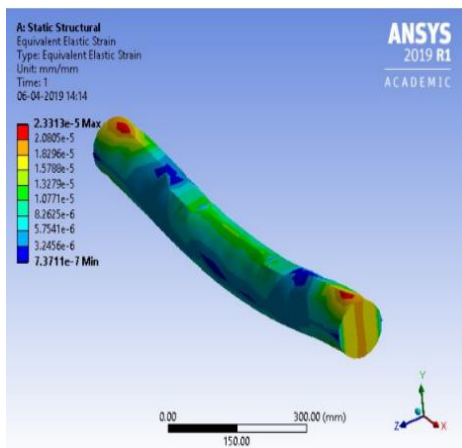 A: Static Structural
Equivalent Elastic Strain
Type: Equivalent Elastic Strain
Unit: mm/mm
Time: 1
06-04-2019 14:14
2.3313e-5 Max
2.0805e-5
1.8296e-5
1.5788e-5
1.3279e-5
1.0771e-5
8.2625e-6
5.7541e-6
3.2456e-6
7.3711e-7 Min
ANSYS
2019 R1
ACADEMIC
0.00
300.00 (mm)
150.00
Y
Z
X